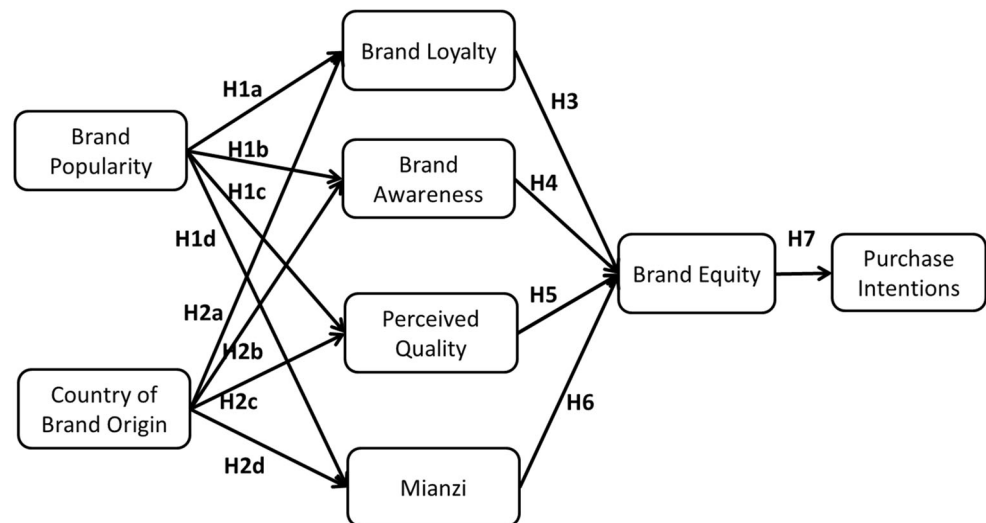 Brand
Popularity
Country of
Brand Origin
H1a
H1b
H1c
H1d
H2a
H2b
H2c
H2d
Brand Loyalty
Brand
Awareness
Perceived
Quality
Mianzi
H3
H4
H5
H6
Brand Equity
H7
Purchase
Intentions